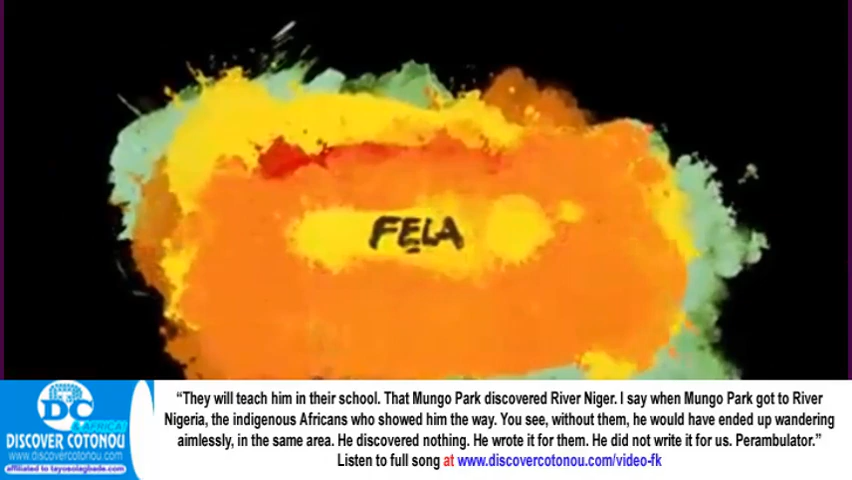 FELA
"They will teach him in their school. That Mungo Park discovered River Niger. I say when Mungo Park got to River
Nigeria, the indigenous Africans who showed him the way. You see, without them, he would have ended up wandering
aimlessly, in the same area. He discovered nothing. He wrote it for them. He did not write it for us. Perambulator."
Listen to full song at www.discovercotonou.com/video-fk
DC
AFRICA!
DISCOVER COTONOU
www.discovercotonou.com
affiliated to tayosolagbade.com